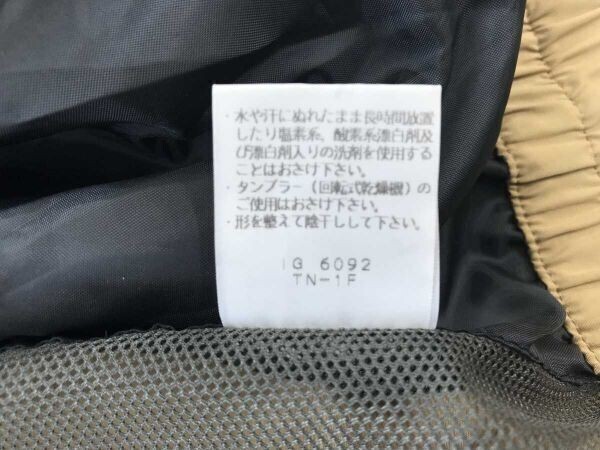 ・水や汗にぬれたまま長時間放置
したり塩素系、酸素系漂白剤及
び漂白剤入りの洗剤を使用する
ことはおさけ下さい。
・タンブラー（回転式乾燥機）の
ご使用はおさけ下さい。
・形を整えて陰干しして下さい。
IG 6092
TN-1F